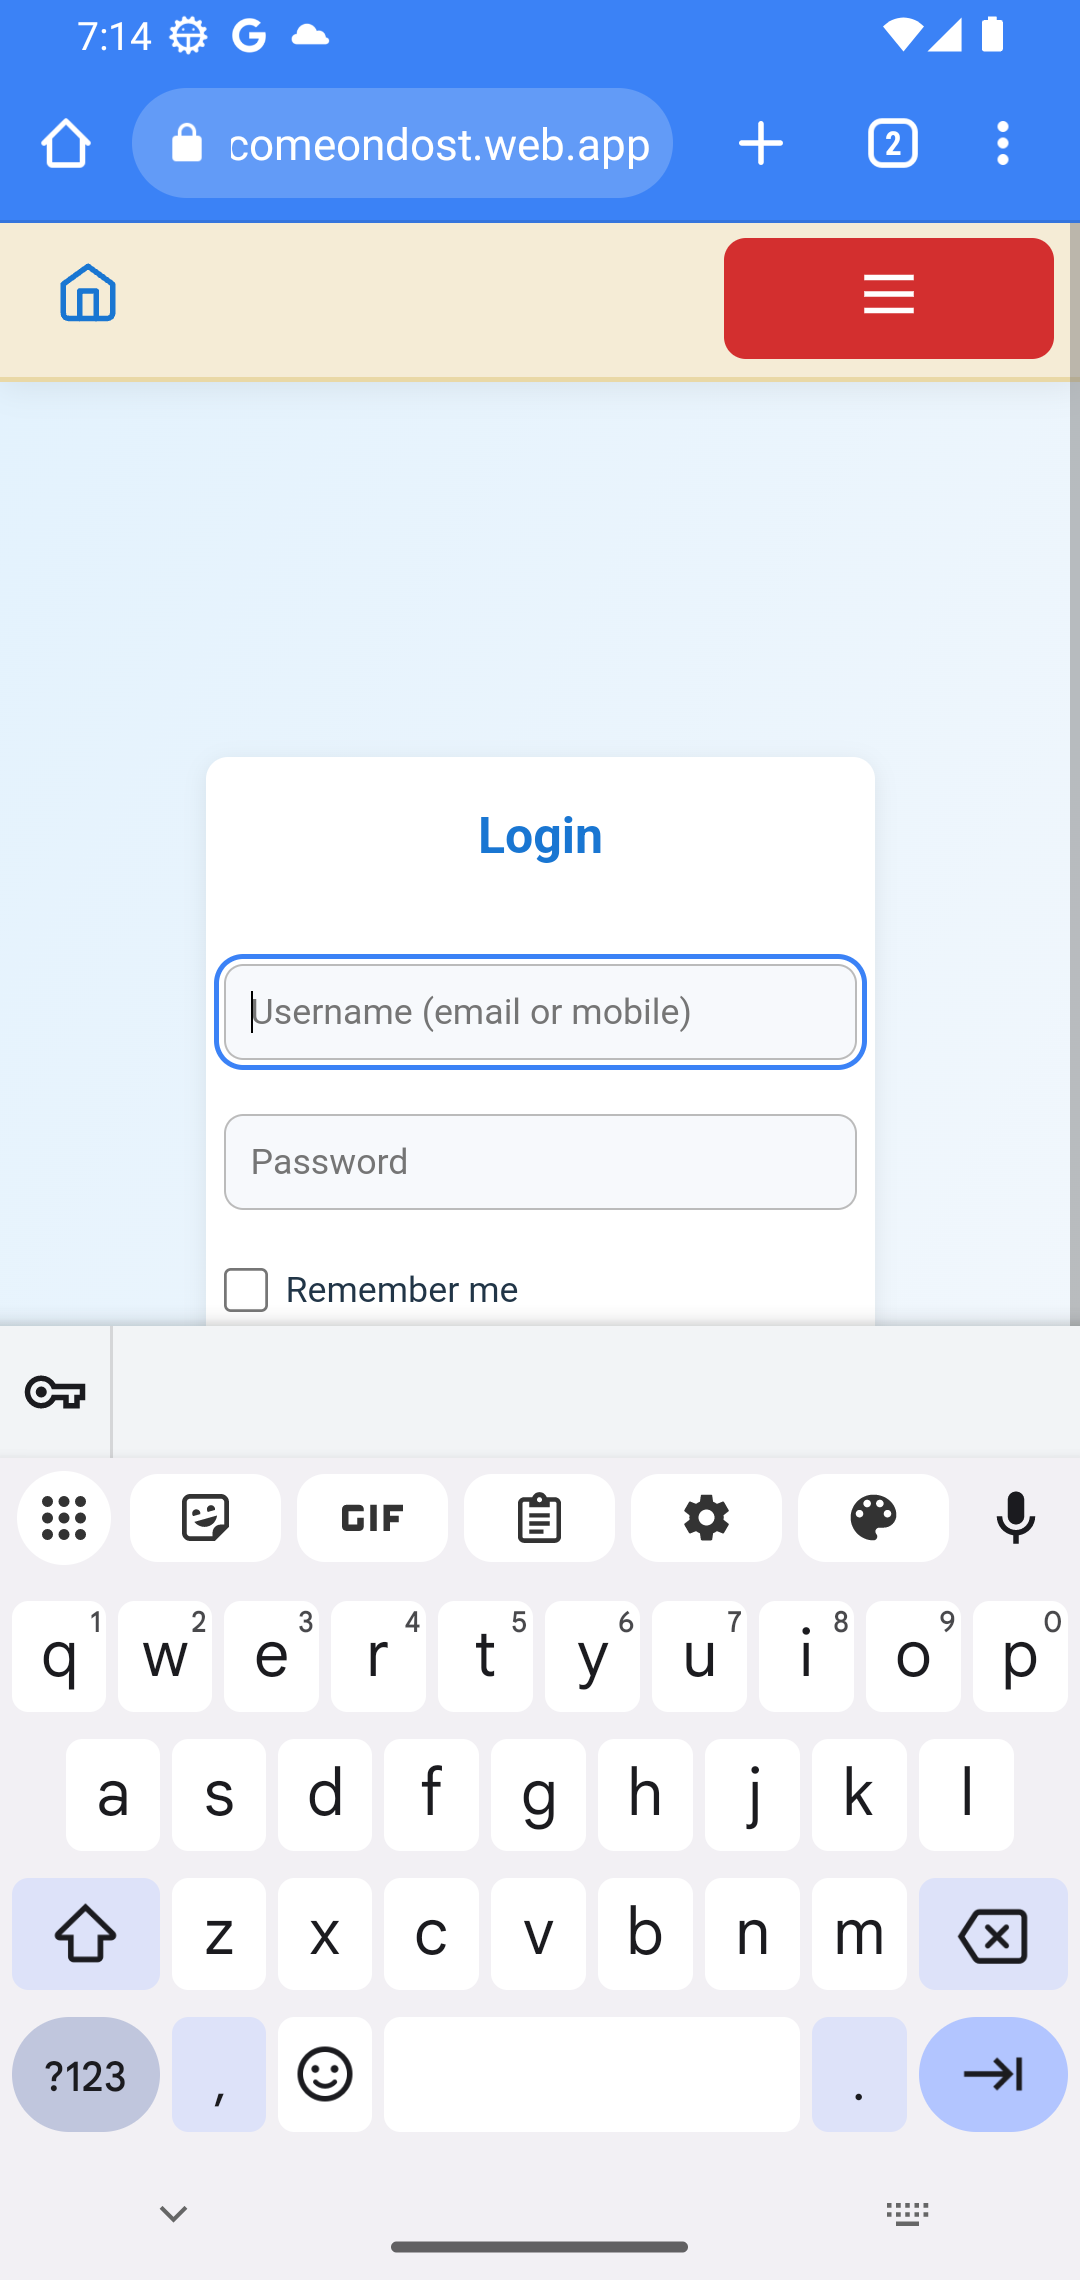 7:14
comeondost.web.app
2
Login
Username (email or mobile)
Password
Remember me
GIF
q 1 w 2 e 3 r 4 t 5 y 6 u 7 i 8 o 9 p 0
a s d f g h j k l
z x c v b n m
?123 , .